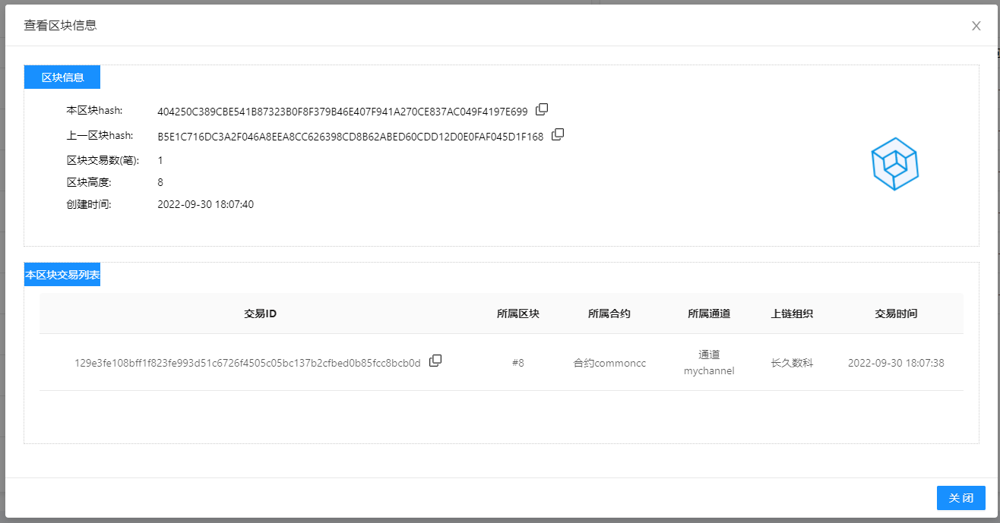 查看区块信息
区块信息
本区块hash: 404250C389CBE541B87323B0F8F379B46E407F941A270CE837AC049F4197E699
上一区块hash: B5E1C716DC3A2F046A8EEA8CC626398CD8B62ABED60CDD12D0E0FAF045D1F168
区块交易数(笔): 1
区块高度: 8
创建时间: 2022-09-30 18:07:40
本区块交易列表
交易ID 所属区块 所属合约 所属通道 上链组织 交易时间
129e3fe108bff1f823fe993d51c6726f4505c05bc137b2cfbed0b85fcc8bcb0d #8 合约commoncc 通道 长久数科 2022-09-30 18:07:38
mychannel
关 闭